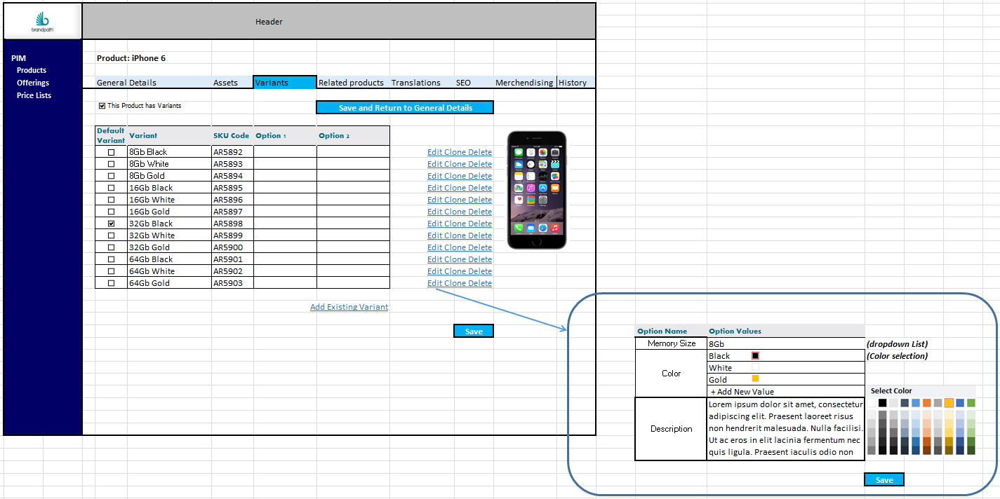 brandpath
Header
PIM
Products
Offerings
Price Lists
Product: iPhone 6
General Details Assets Variants Related products Translations SEO Merchendising History
This Product has Variants
Save and Return to General Details
Default Variant Variant SKU Code Option 1 Option 2
8Gb Black AR5892 Edit Clone Delete
8Gb White AR5893 Edit Clone Delete
8Gb Gold AR5894 Edit Clone Delete
16Gb Black AR5895 Edit Clone Delete
16Gb White AR5896 Edit Clone Delete
16Gb Gold AR5897 Edit Clone Delete
32Gb Black AR5898 Edit Clone Delete
32Gb White AR5899 Edit Clone Delete
32Gb Gold AR5900 Edit Clone Delete
64Gb Black AR5901 Edit Clone Delete
64Gb White AR5902 Edit Clone Delete
64Gb Gold AR5903 Edit Clone Delete
Add Existing Variant
Save
Option Name Option Values
Memory Size 8Gb (dropdown List)
Black (Color selection)
White
Color
Gold
+ Add New Value
Select Color
Description
Lorem ipsum dolor sit amet, consectetur
adipiscing elit. Praesent laoreet risus
non hendrerit malesuada. Nulla facilisi.
Ut ac eros in elit lacinia fermentum nec
quis ligula. Praesent iaculis odio non
Save